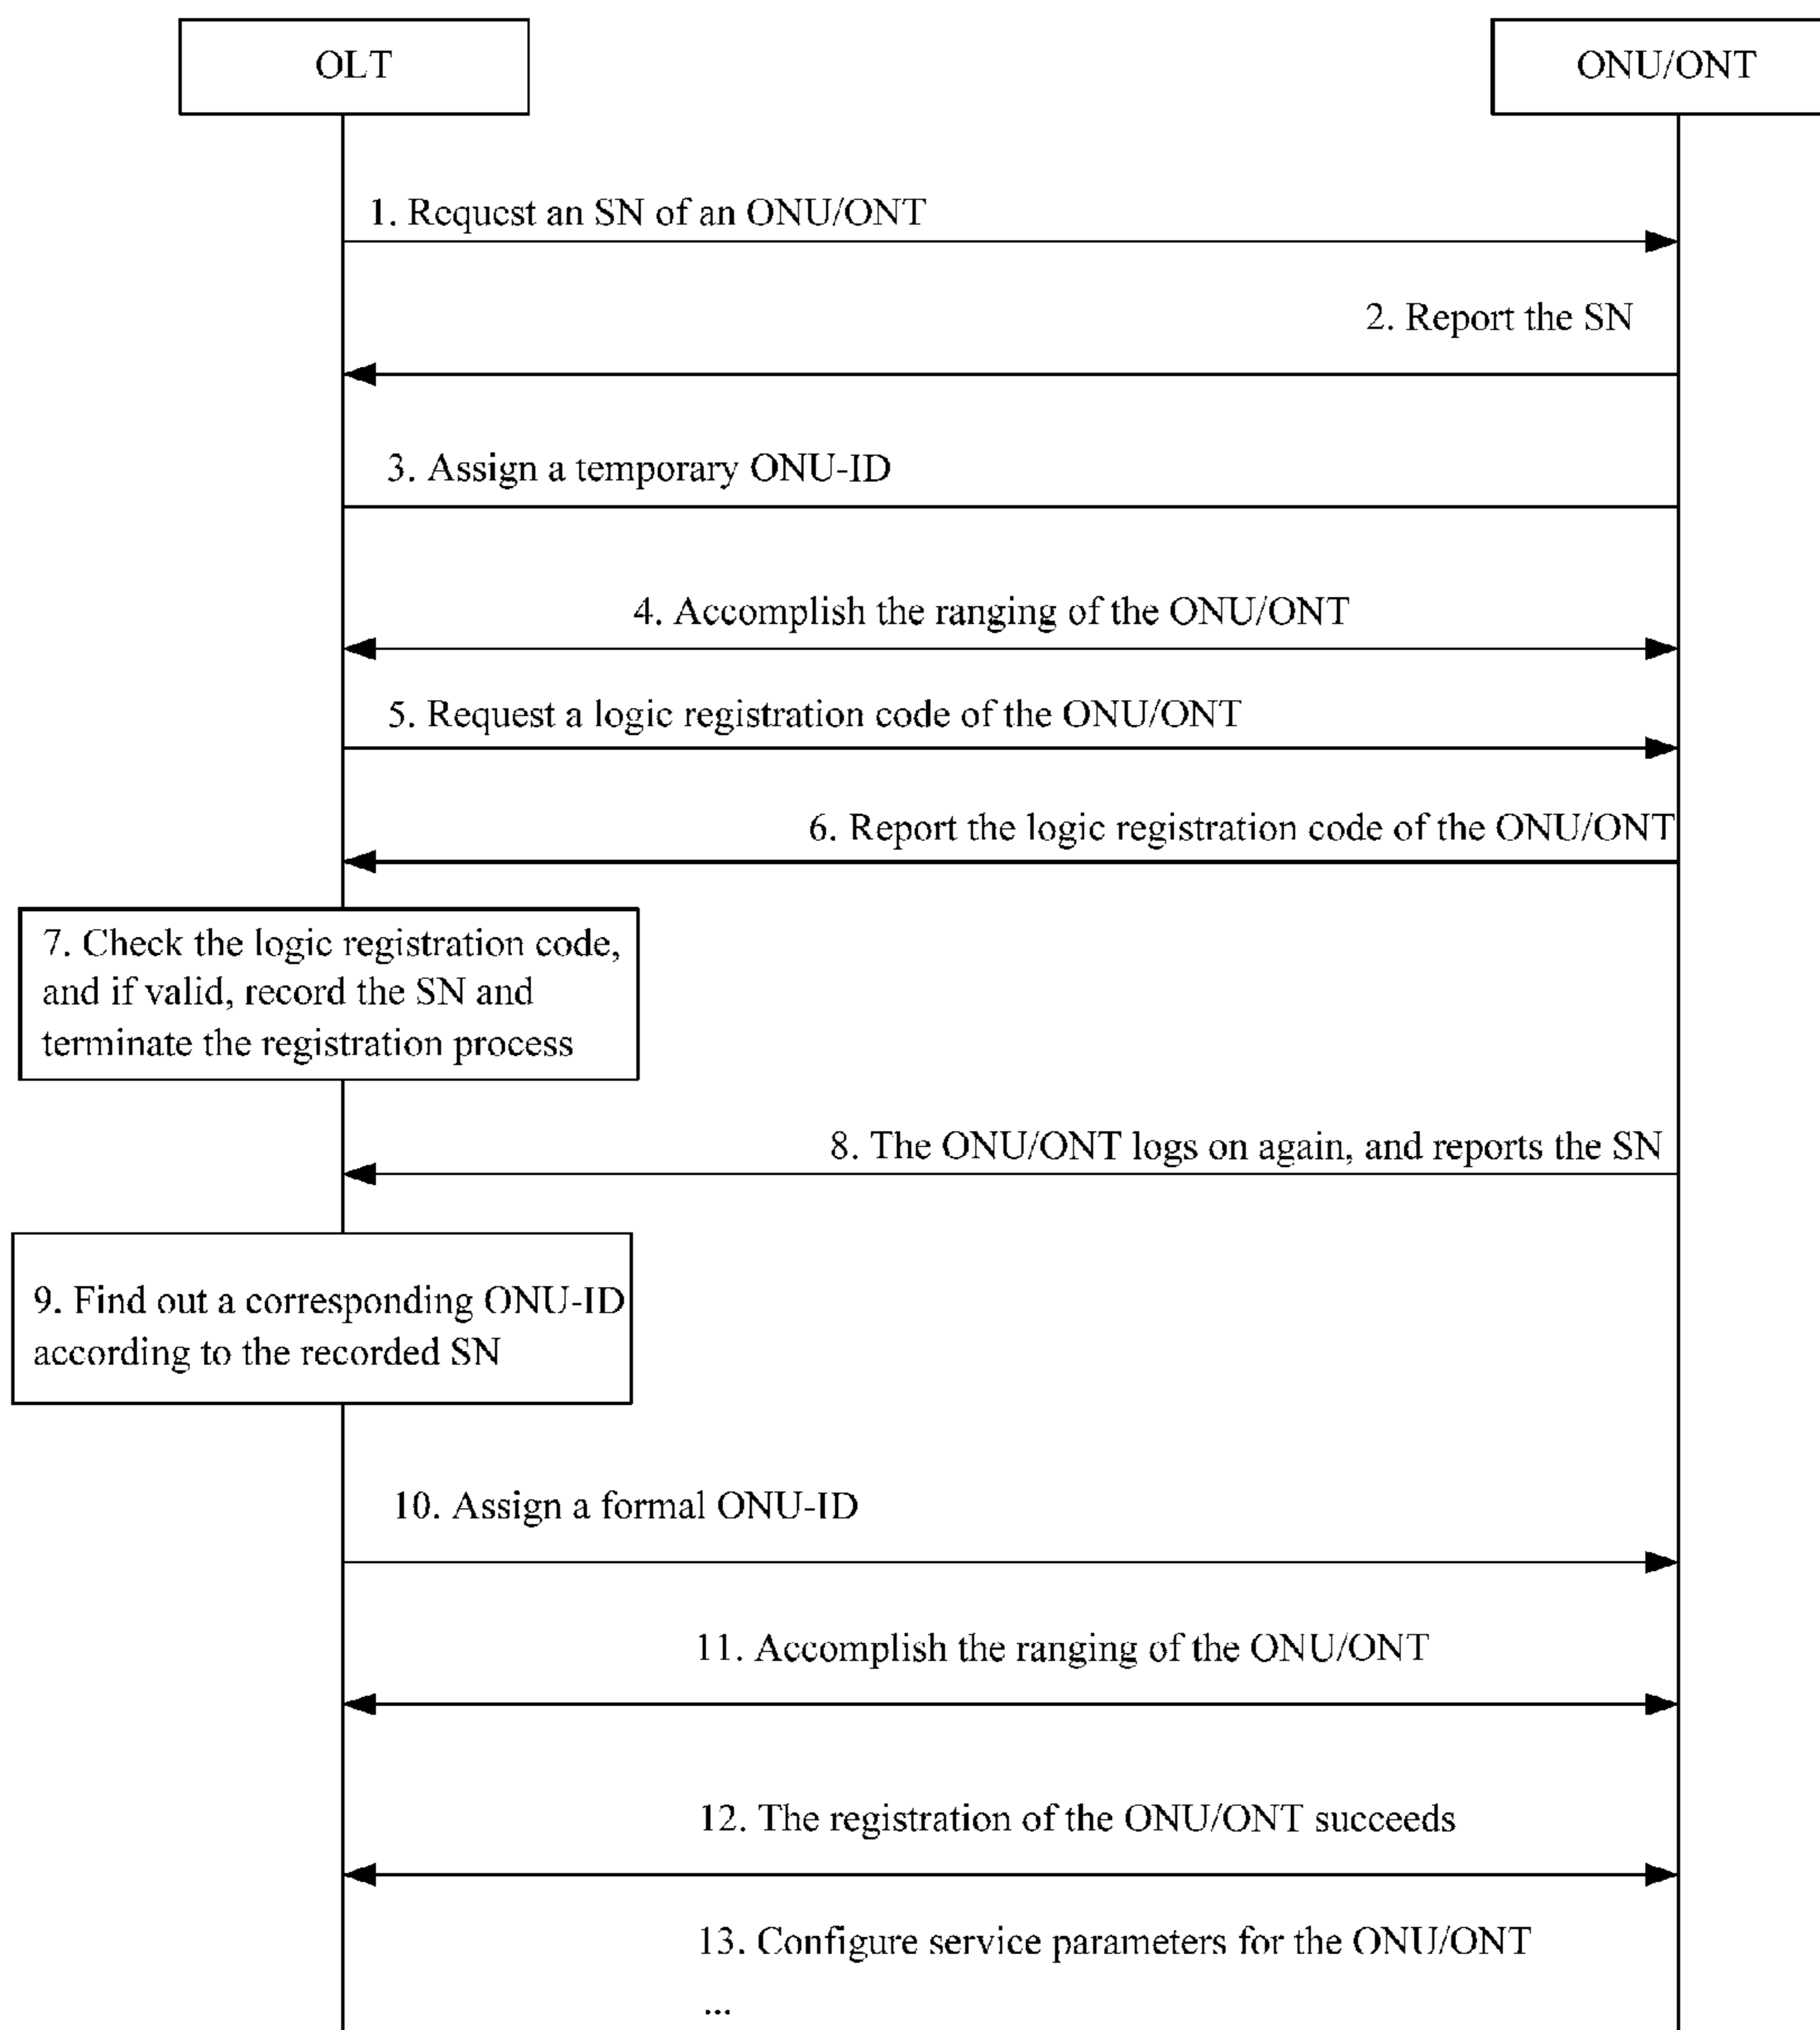 OLT
ONU/ONT
1. Request an SN of an ONU/ONT
2. Report the SN
3. Assign a temporary ONU-ID
4. Accomplish the ranging of the ONU/ONT
5. Request a logic registration code of the ONU/ONT
6. Report the logic registration code of the ONU/ONT
7. Check the logic registration code,
and if valid, record the SN and
terminate the registration process
8. The ONU/ONT logs on again, and reports the SN
9. Find out a corresponding ONU-ID
according to the recorded SN
10. Assign a formal ONU-ID
11. Accomplish the ranging of the ONU/ONT
12. The registration of the ONU/ONT succeeds
13. Configure service parameters for the ONU/ONT
...